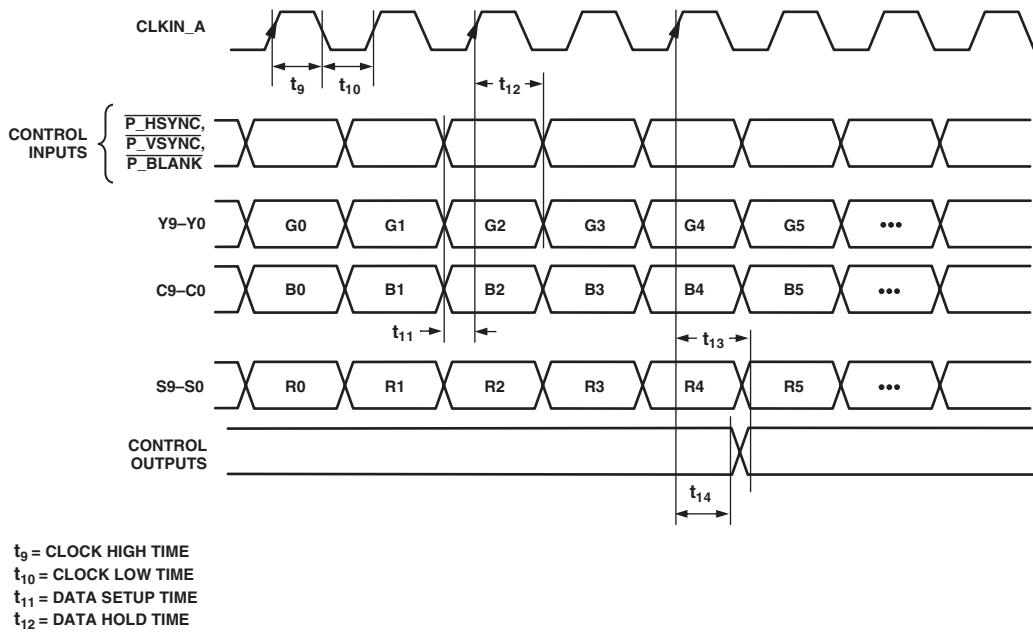 CLKIN_A
t9
t10
t12
CONTROL
INPUTS
P_HSYNC,
P_VSYNC,
P_BLANK
Y9–Y0
G0
G1
G2
G3
G4
G5
•••
C9–C0
B0
B1
B2
B3
B4
B5
•••
t11
t13
S9–S0
R0
R1
R2
R3
R4
R5
•••
CONTROL
OUTPUTS
t14
t9 = CLOCK HIGH TIME
t10 = CLOCK LOW TIME
t11 = DATA SETUP TIME
t12 = DATA HOLD TIME